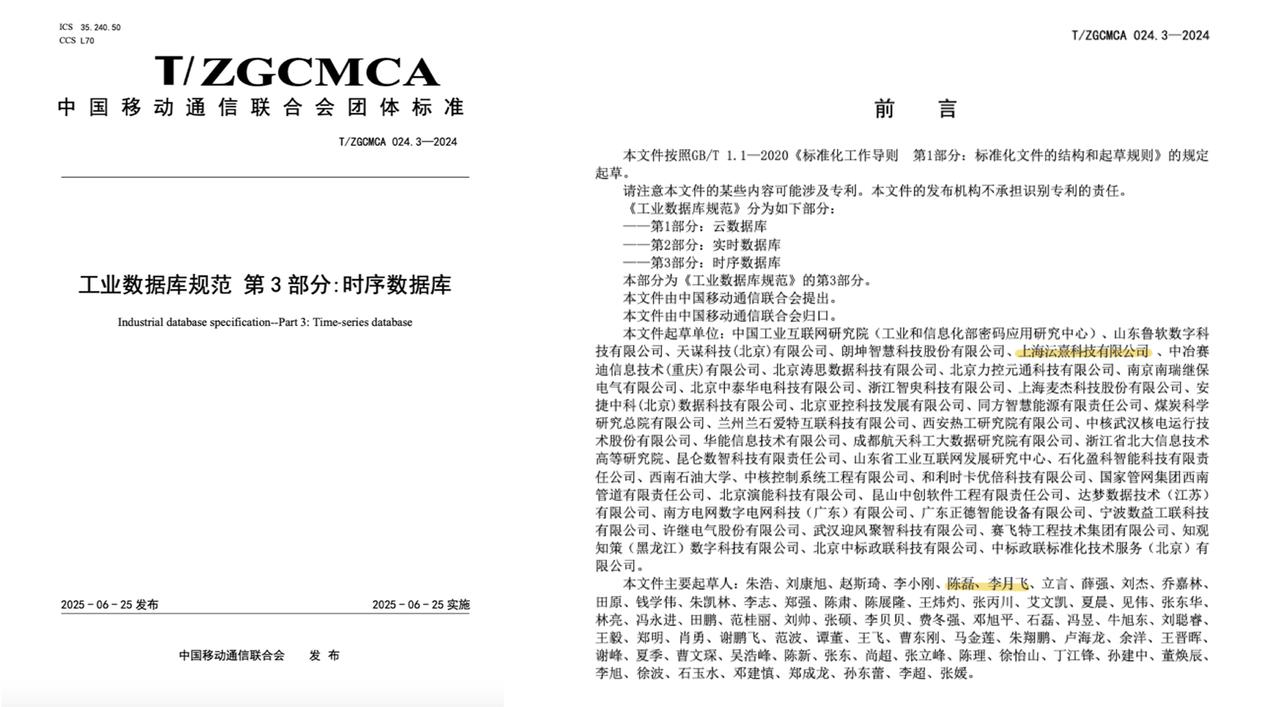 ICS 35.240.50
CCS L70
T/ZGCMCA
中国移动通信联合会团体标准
T/ZGCMCA 024.3—2024
工业数据库规范 第 3 部分:时序数据库
Industrial database specification--Part 3: Time-series database
2025-06-25 发布
2025-06-25 实施
中国移动通信联合会 发布
T/ZGCMCA 024.3—2024
前 言
本文件按照GB/T 1.1—2020《标准化工作导则 第1部分：标准化文件的结构和起草规则》的规定
起草。
请注意本文件的某些内容可能涉及专利。本文件的发布机构不承担识别专利的责任。
《工业数据库规范》分为如下部分：
——第1部分：云数据库
——第2部分：实时数据库
——第3部分：时序数据库
本部分为《工业数据库规范》的第3部分。
本文件由中国移动通信联合会提出。
本文件由中国移动通信联合会归口。
本文件起草单位：中国工业互联网研究院（工业和信息化部密码应用研究中心）、山东鲁软数字科
技有限公司、天谋科技(北京)有限公司、朗坤智慧科技股份有限公司、上海沄熹科技有限公司 、中冶赛
迪信息技术(重庆)有限公司、北京涛思数据科技有限公司、北京力控元通科技有限公司、南京南瑞继保
电气有限公司、北京中泰华电科技有限公司、浙江智臾科技有限公司、上海麦杰科技股份有限公司、安
捷中科(北京)数据科技有限公司、北京亚控科技发展有限公司、同方智慧能源有限责任公司、煤炭科学
研究总院有限公司、兰州兰石爱特互联科技有限公司、西安热工研究院有限公司、中核武汉核电运行技
术股份有限公司、华能信息技术有限公司、成都航天科工大数据研究院有限公司、浙江省北大信息技术
高等研究院、昆仑数智科技有限责任公司、山东省工业互联网发展研究中心、石化盈科智能科技有限责
任公司、西南石油大学、中核控制系统工程有限公司、和利时卡优倍科技有限公司、国家管网集团西南
管道有限责任公司、北京演能科技有限公司、昆山中创软件工程有限责任公司、达梦数据技术（江苏）
有限公司、南方电网数字电网科技（广东）有限公司、广东正德智能设备有限公司、宁波数益工联科技
有限公司、许继电气股份有限公司、武汉迎风聚智科技有限公司、赛飞特工程技术集团有限公司、知观
知策（黑龙江）数字科技有限公司、北京中标政联科技有限公司、中标政联标准化技术服务（北京）有
限公司。
本文件主要起草人：朱浩、刘康旭、赵斯琦、李小刚、陈磊、李月飞、立言、薛强、刘杰、乔嘉林、
田原、钱学伟、朱凯林、李志、郑强、陈肃、陈展隆、王炜灼、张丙川、艾文凯、夏晨、见伟、张东华、
林亮、冯永进、田鹏、范桂丽、刘帅、张硕、李贝贝、费冬强、邓旭平、石磊、冯昱、牛旭东、刘聪睿、
王毅、郑明、肖勇、谢鹏飞、范波、谭董、王飞、曹东刚、马金莲、朱翔鹏、卢海龙、余洋、王晋晖、
谢峰、夏季、曹文琛、吴浩峰、陈新、张东、尚超、张立峰、陈理、徐怡山、丁江锋、孙建中、董焕辰、
李旭、徐波、石玉水、邓建慎、郑成龙、孙东蕾、李超、张媛。